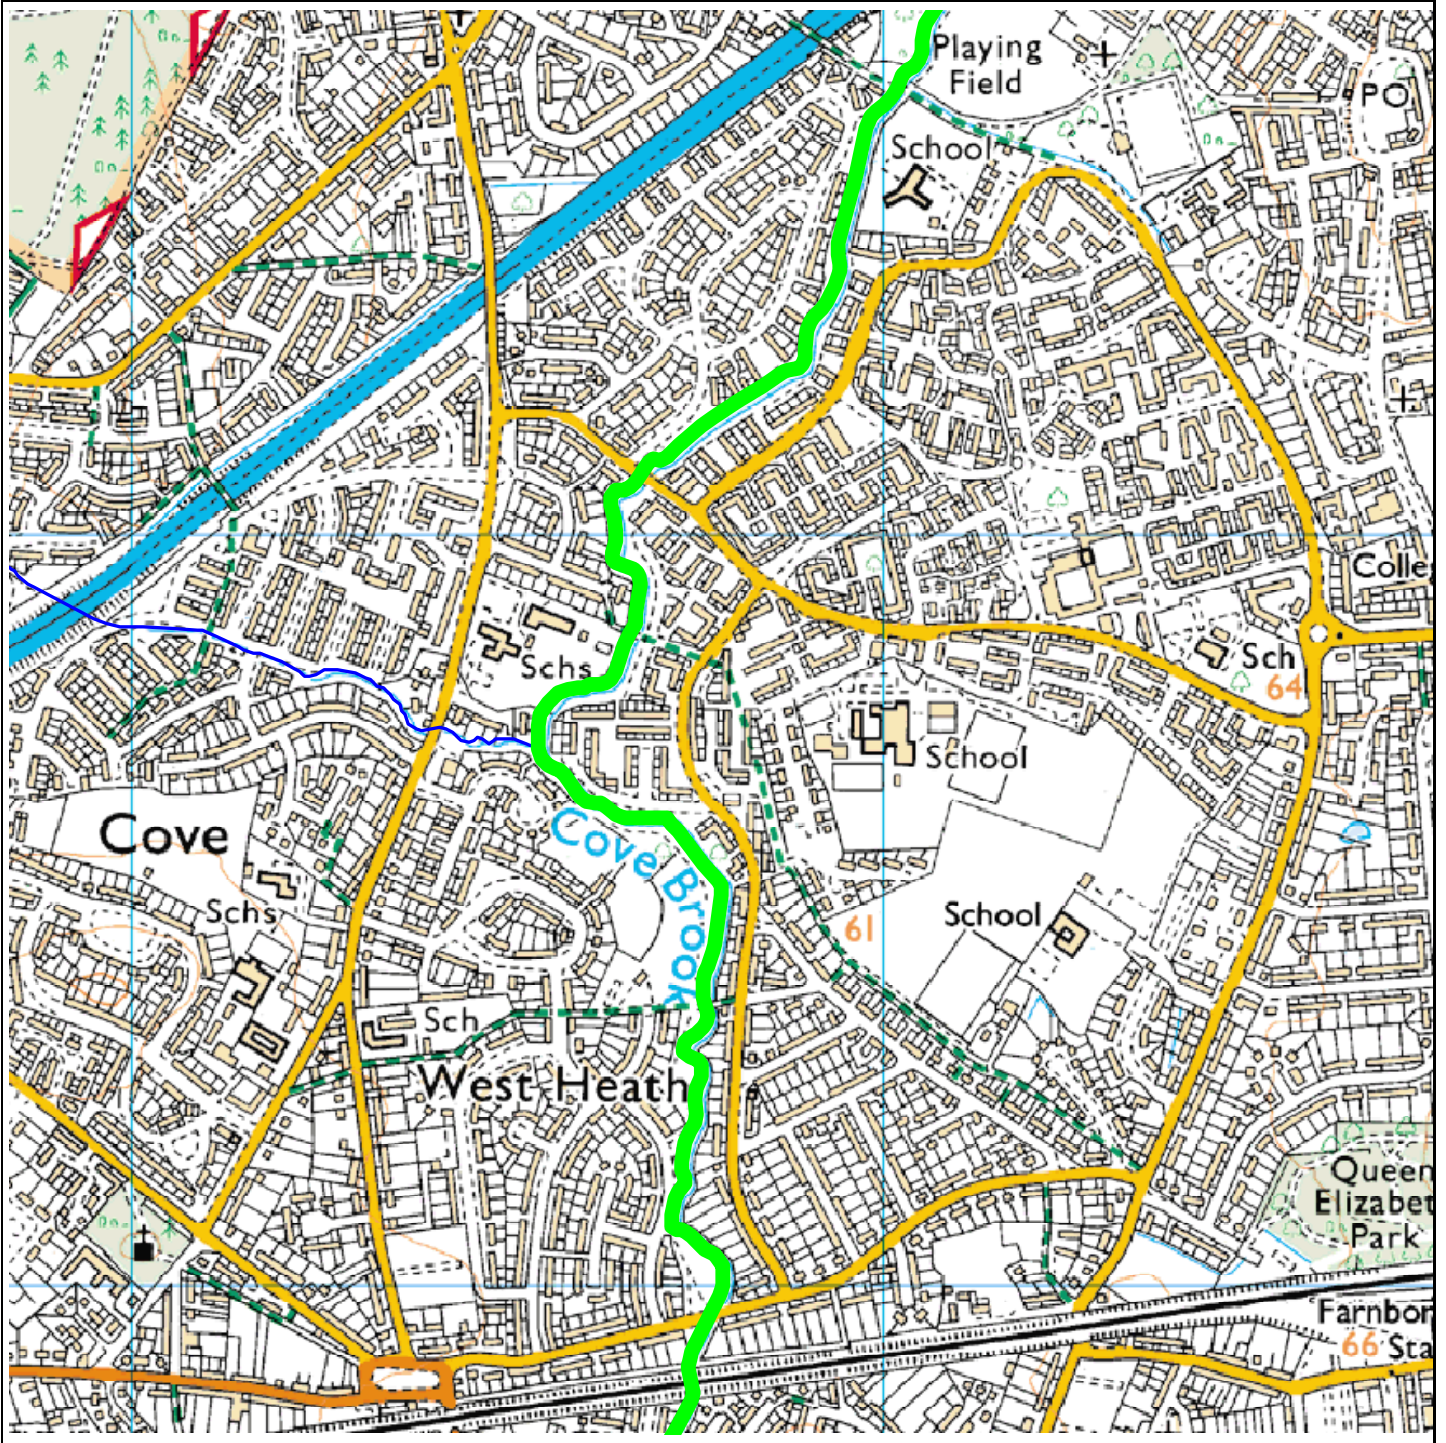 Playing
Field
PO
School
Colle
Schs
Sch
64
School
Cove
Cove Brook
Schs
School
61
Sch
West Heath
Queen
Elizabet
Park
Farnbor
66 Sta